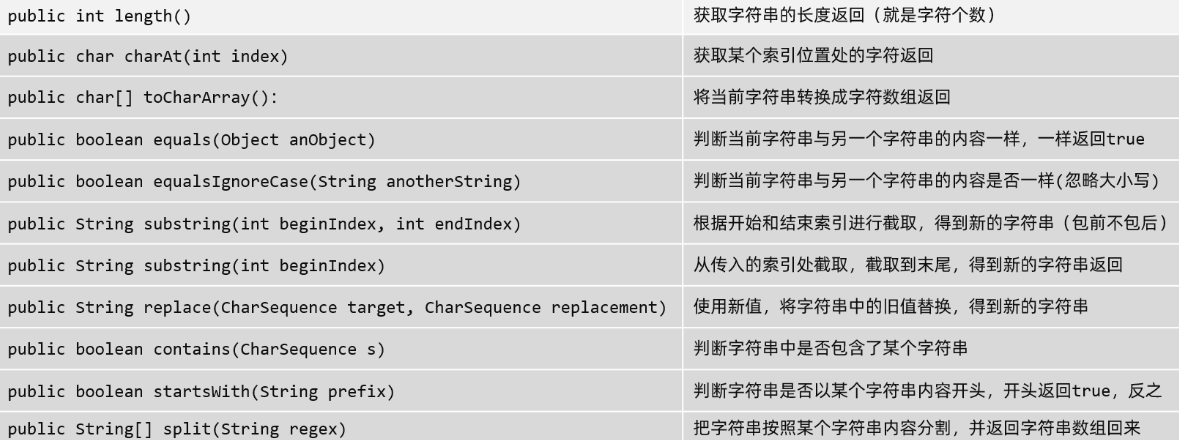 public int length() 获取字符串的长度返回（就是字符个数）
public char charAt(int index) 获取某个索引位置处的字符返回
public char[] toCharArray()： 将当前字符串转换成字符数组返回
public boolean equals(Object anObject) 判断当前字符串与另一个字符串的内容一样，一样返回true
public boolean equalsIgnoreCase(String anotherString) 判断当前字符串与另一个字符串的内容是否一样(忽略大小写)
public String substring(int beginIndex, int endIndex) 根据开始和结束索引进行截取，得到新的字符串（包前不包后）
public String substring(int beginIndex) 从传入的索引处截取，截取到末尾，得到新的字符串返回
public String replace(CharSequence target, CharSequence replacement) 使用新值，将字符串中的旧值替换，得到新的字符串
public boolean contains(CharSequence s) 判断字符串中是否包含了某个字符串
public boolean startsWith(String prefix) 判断字符串是否以某个字符串内容开头，开头返回true，反之
public String[] split(String regex) 把字符串按照某个字符串内容分割，并返回字符串数组回来